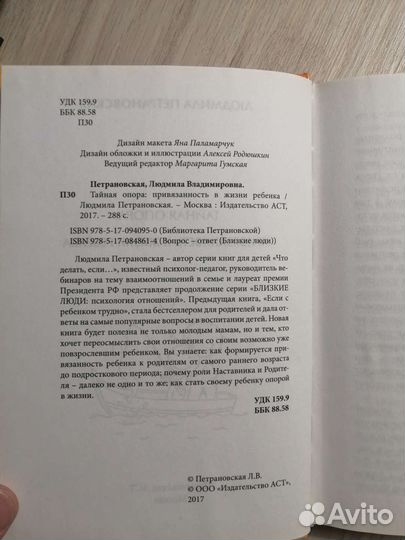 УДК 159.9
ББК 88.58
П30
Дизайн макета Яна Паламарчук
Дизайн обложки и иллюстрации Алексей Родюшкин
Ведущий редактор Маргарита Гумская
Петрановская, Людмила Владимировна.
П30 Тайная опора: привязанность в жизни ребенка /
Людмила Петрановская. – Москва : Издательство АСТ,
2017. – 288 с.
ISBN 978-5-17-094095-0 (Библиотека Петрановской)
ISBN 978-5-17-084861-4 (Вопрос – ответ (Близкие люди))
Людмила Петрановская – автор серии книг для детей «Что
делать, если…», известный психолог-педагог, руководитель ве-
бинаров на тему взаимоотношений в семье и лауреат премии
Президента РФ представляет продолжение серии «БЛИЗКИЕ
ЛЮДИ: психология отношений». Предыдущая книга, «Если с
ребенком трудно», стала бестселлером для родителей и дала от-
веты на самые популярные вопросы в воспитании детей. Новая
книга будет полезна не только молодым мамам, но и тем, кто
хочет переосмыслить свои отношения со своим возможно уже
повзрослевшим ребенком. Вы узнаете: как формируется при-
вязанность ребенка к родителям от самого раннего возраста
до подросткового периода; почему роли Наставника и Родите-
ля – далеко не одно и то же; как стать своему ребенку опорой
в жизни.
УДК 159.9
ББК 88.58
© Петрановская Л.В.
© ООО «Издательство АСТ»,
2017
Avito